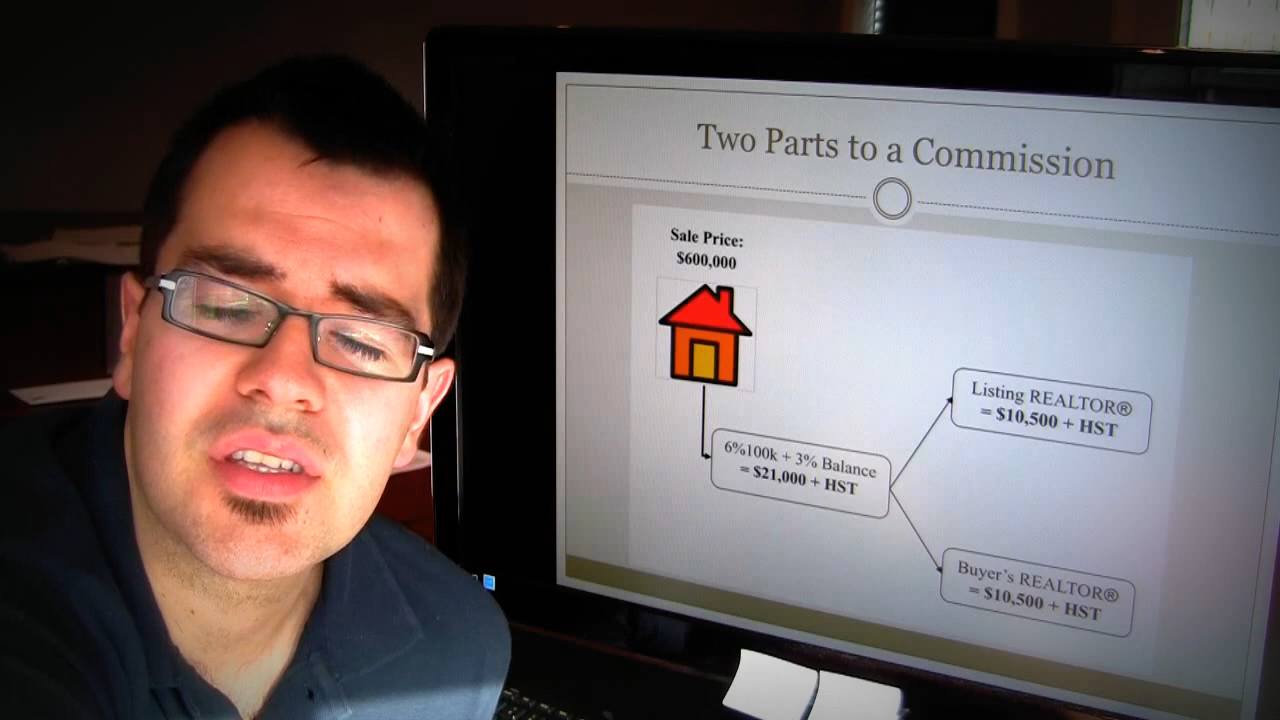 Two Parts to a Commission
Sale Price:
$600,000
6%100k + 3% Balance
= $21,000 + HST
Listing REALTOR®
= $10,500 + HST
Buyer's REALTOR®
= $10,500 + HST